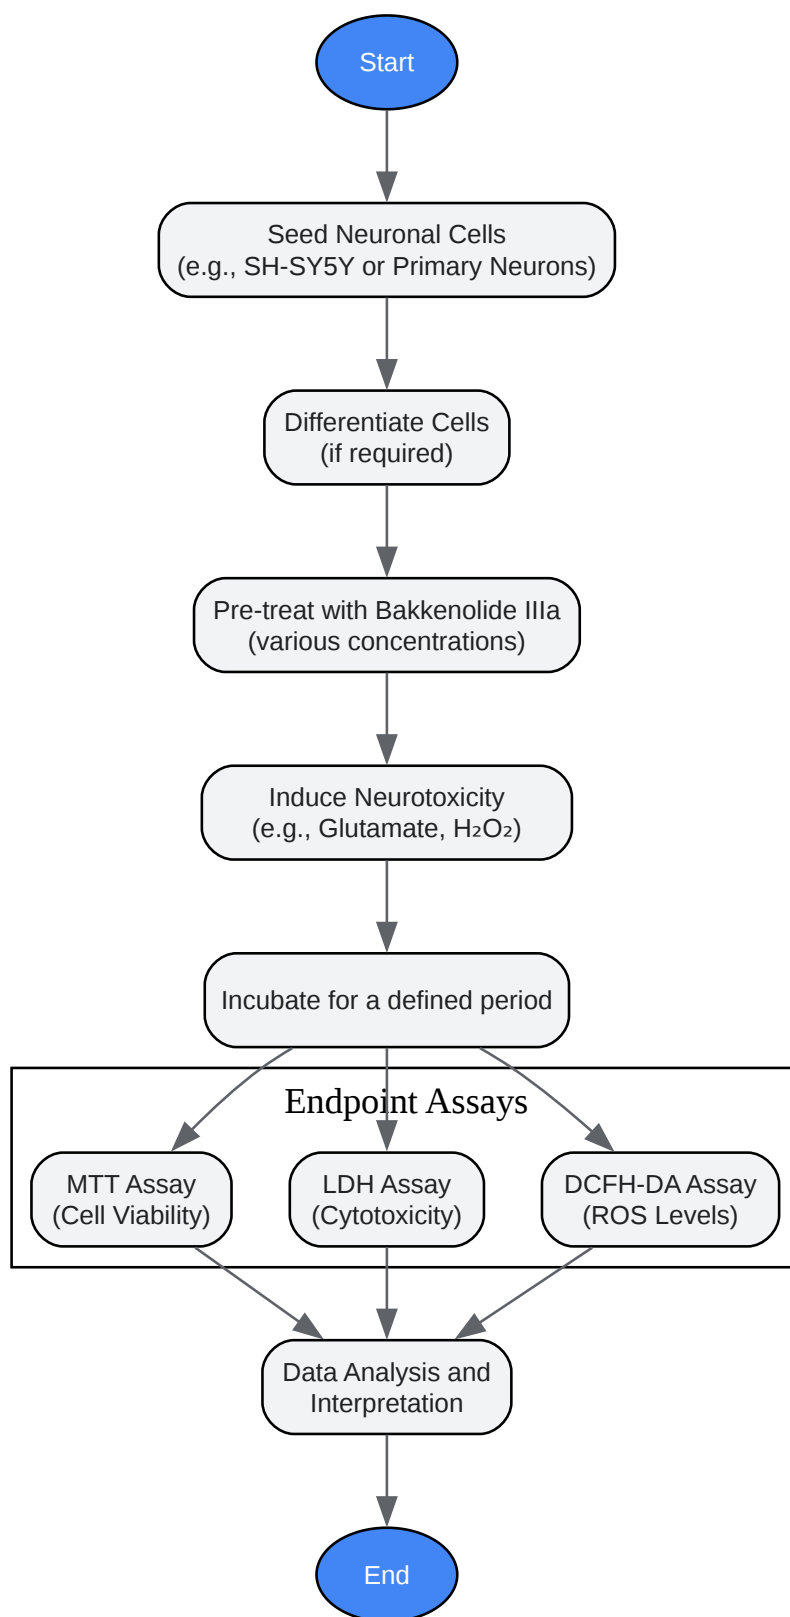 Start
Seed Neuronal Cells
(e.g., SH-SY5Y or Primary Neurons)
Differentiate Cells
(if required)
Pre-treat with Bakkenolide IIIa
(various concentrations)
Induce Neurotoxicity
(e.g., Glutamate, H₂O₂)
Incubate for a defined period
Endpoint Assays
MTT Assay
(Cell Viability)
LDH Assay
(Cytotoxicity)
DCFH-DA Assay
(ROS Levels)
Data Analysis and
Interpretation
End